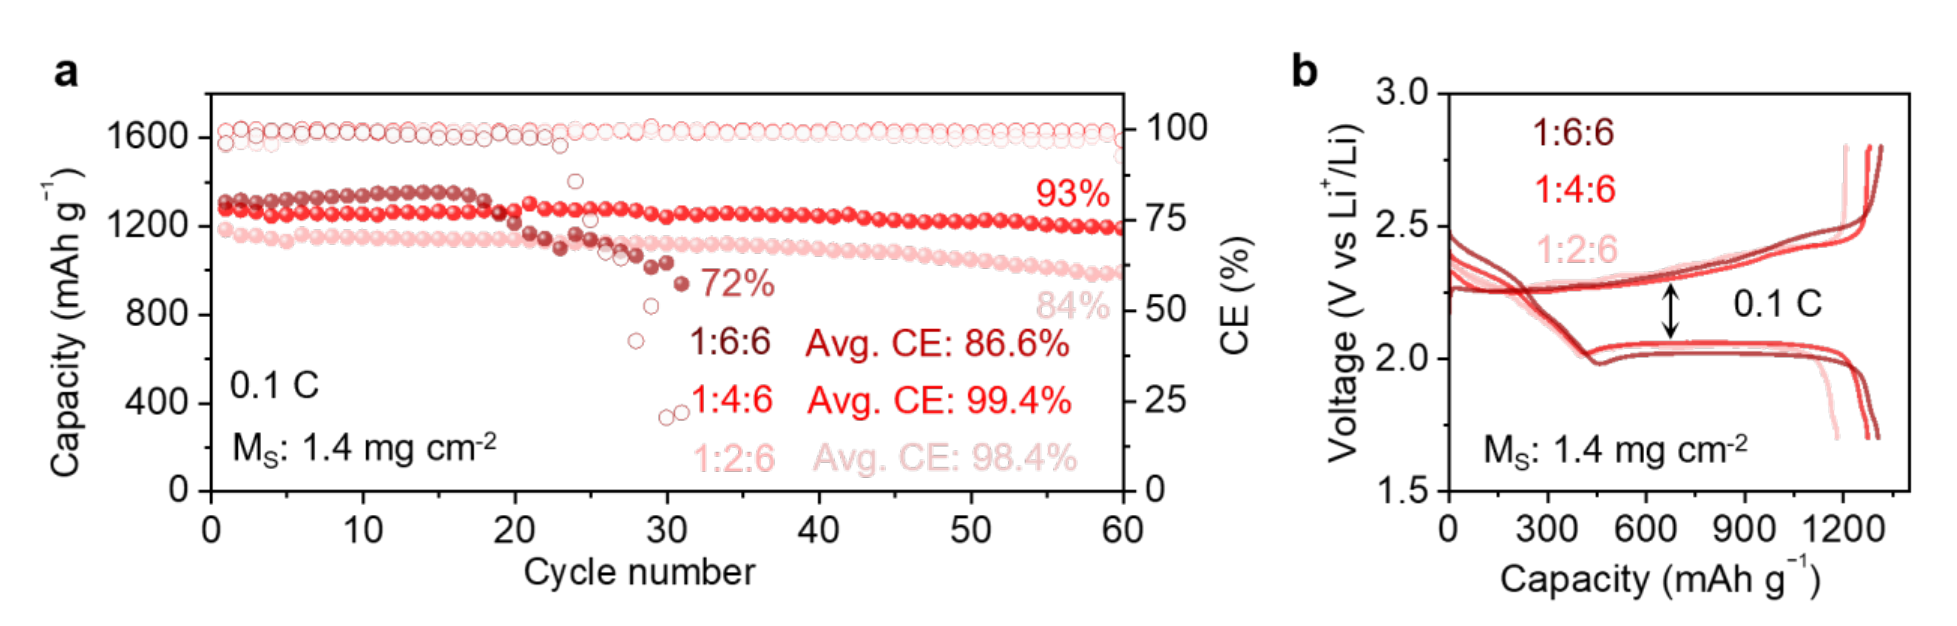 a
Capacity (mAh g⁻¹)
1600
1200
800
400
0
0 10 20 30 40 50 60
Cycle number
100
75
50
25
0
CE (%)
93%
72%
84%
1:6:6 Avg. CE: 86.6%
1:4:6 Avg. CE: 99.4%
1:2:6 Avg. CE: 98.4%
0.1 C
M_S: 1.4 mg cm⁻²
b
Voltage (V vs Li⁺/Li)
3.0
2.5
2.0
1.5
1:6:6
1:4:6
1:2:6
0.1 C
M_S: 1.4 mg cm⁻²
0 300 600 900 1200
Capacity (mAh g⁻¹)